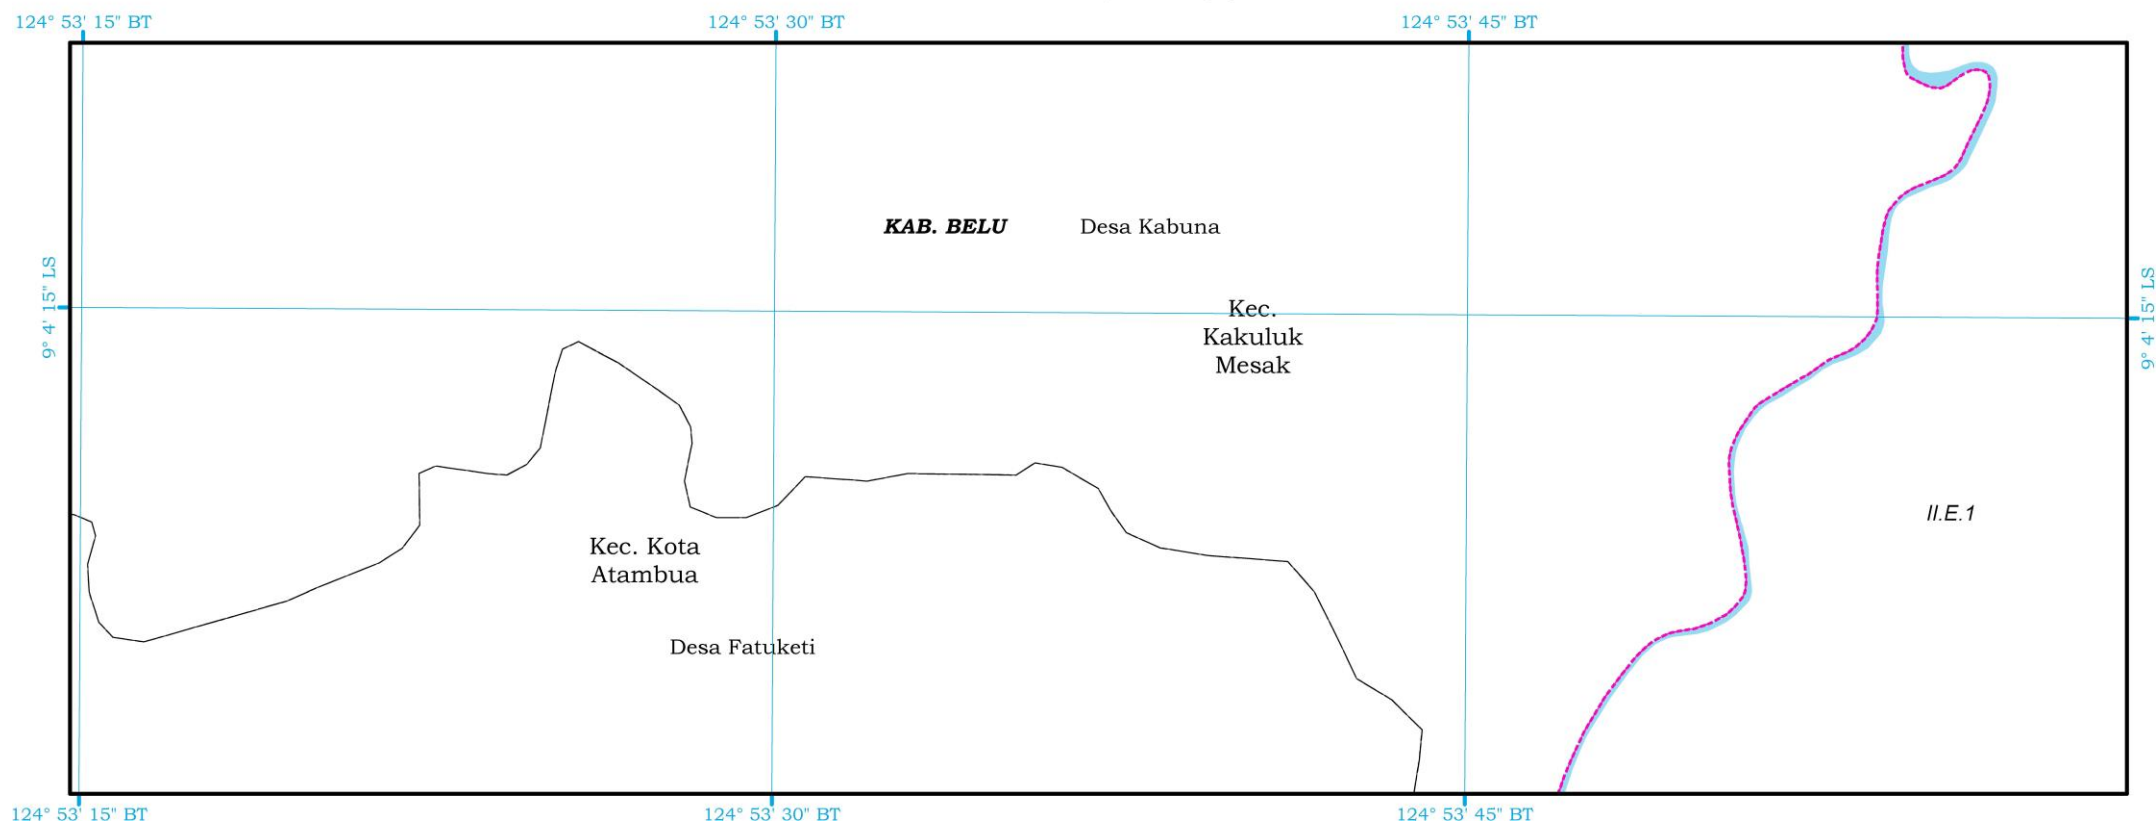 124° 53' 15" BT
124° 53' 30" BT
124° 53' 45" BT
KAB. BELU
Desa Kabuna
9° 4' 15" LS
9° 4' 15" LS
Kec.
Kakuluk
Mesak
II.E.1
Kec. Kota
Atambua
Desa Fatuketi
124° 53' 15" BT
124° 53' 30" BT
124° 53' 45" BT